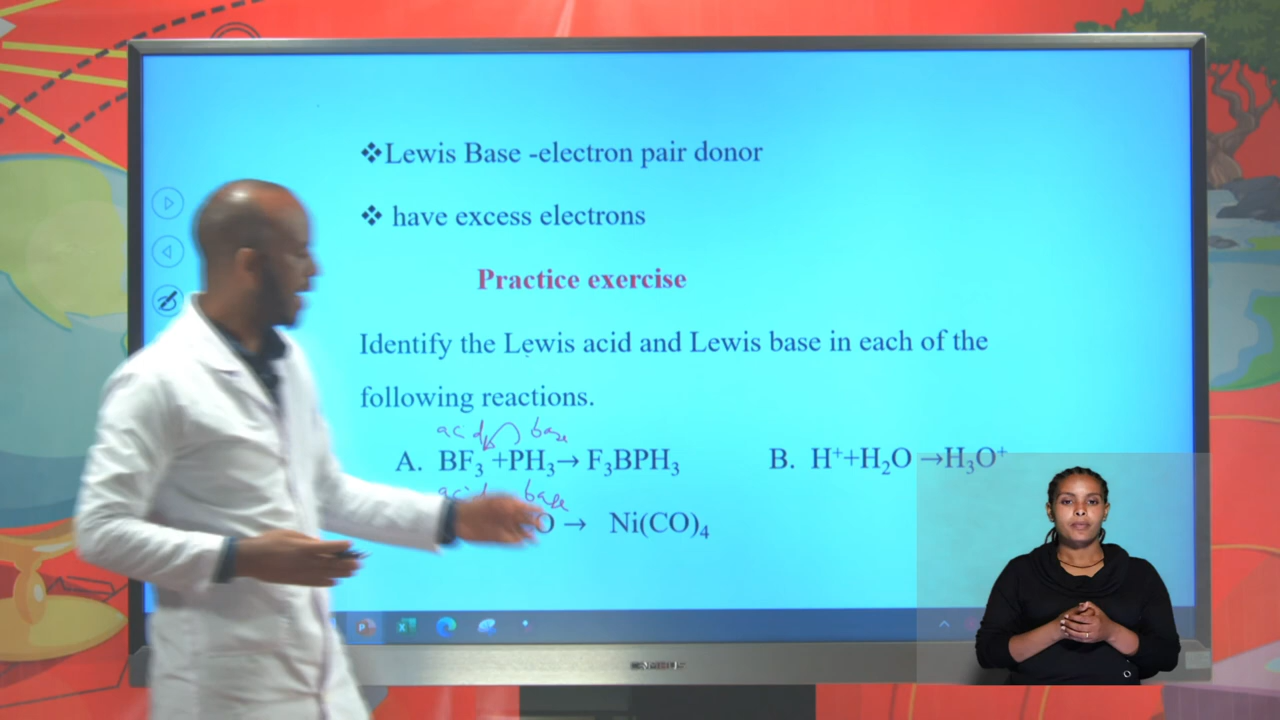 ❖Lewis Base -electron pair donor
❖ have excess electrons
Practice exercise
Identify the Lewis acid and Lewis base in each of the
following reactions.
acid base
A. BF₃ +PH₃→ F₃BPH₃ B. H⁺+H₂O →H₃O⁺
acid base
O → Ni(CO)₄